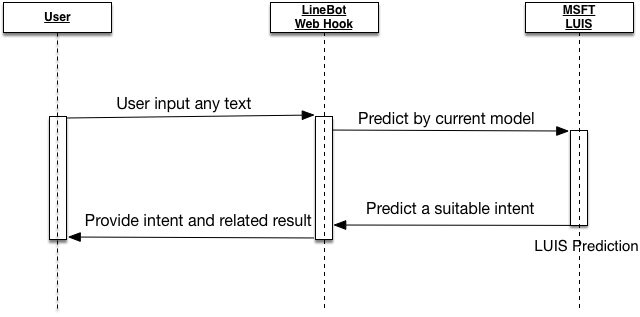 User
LineBot
Web Hook
MSFT
LUIS
User input any text
Predict by current model
Predict a suitable intent
Provide intent and related result
LUIS Prediction